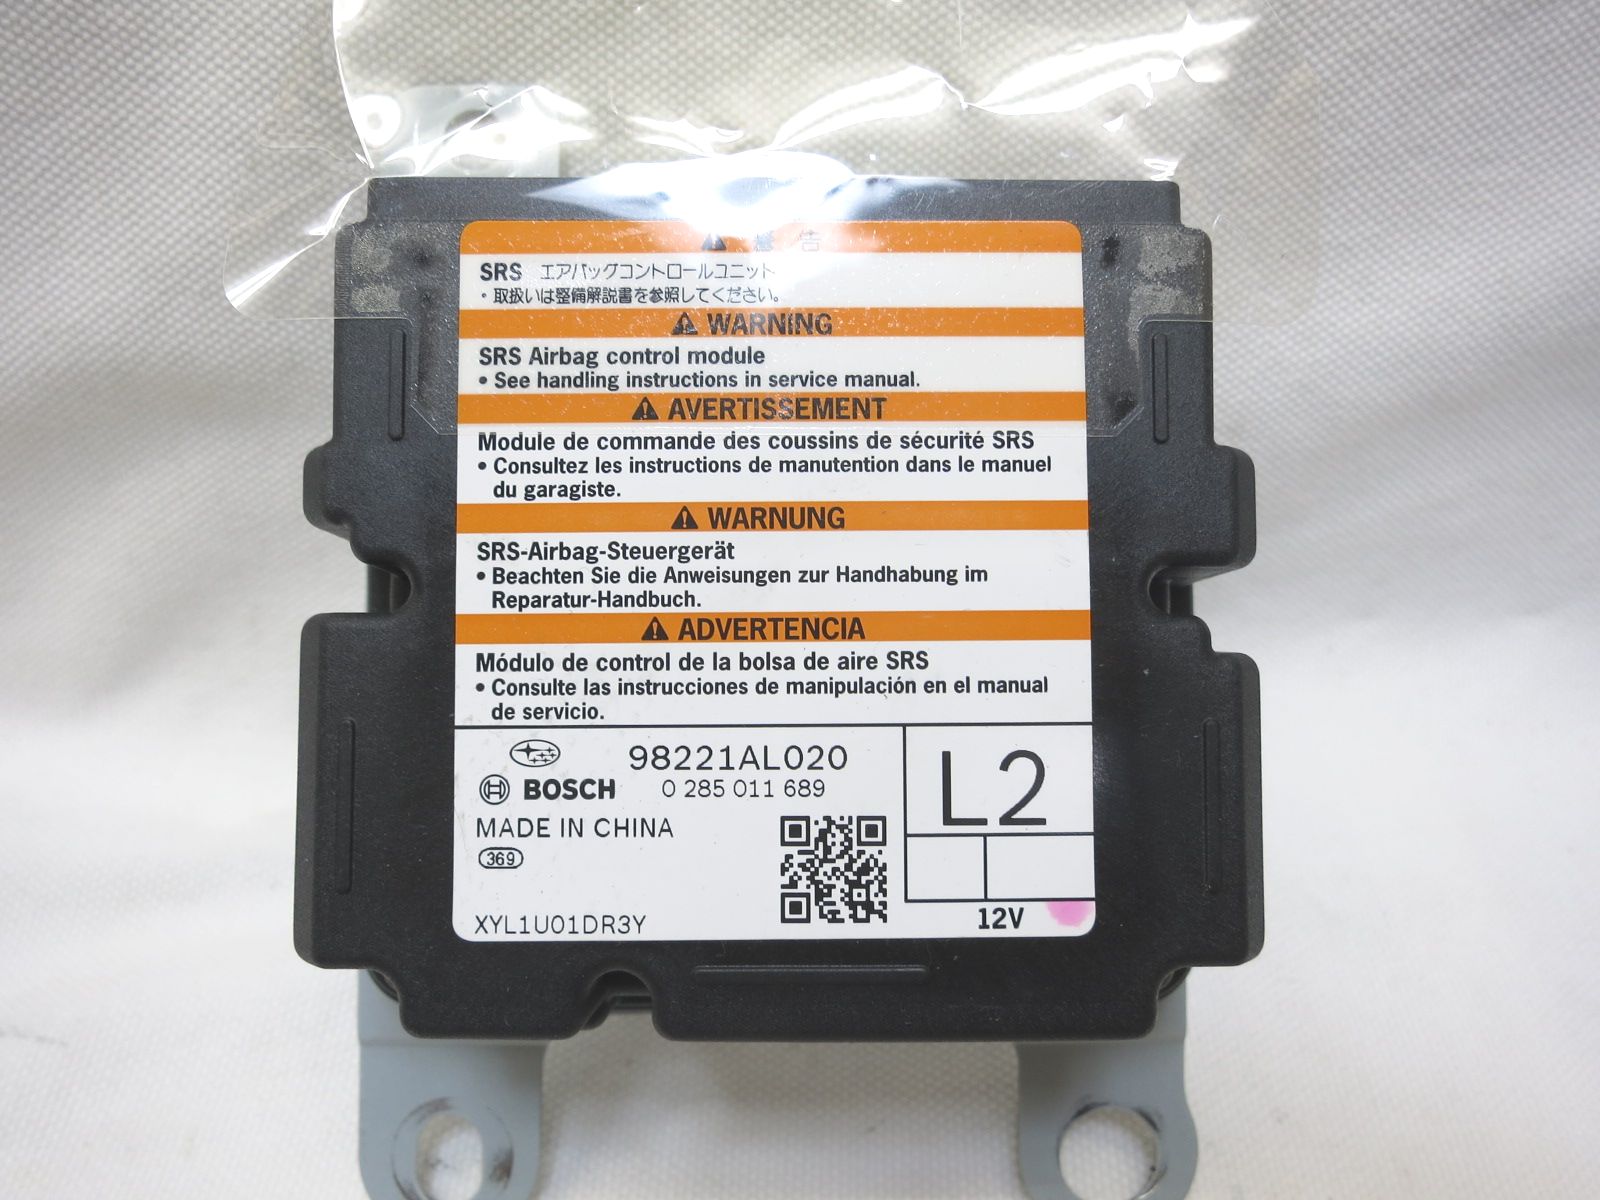 警告
SRS エアバッグコントロールユニット
・取扱いは整備解説書を参照してください。
WARNING
SRS Airbag control module
• See handling instructions in service manual.
AVERTISSEMENT
Module de commande des coussins de sécurité SRS
• Consultez les instructions de manutention dans le manuel
du garagiste.
WARNUNG
SRS-Airbag-Steuergerät
• Beachten Sie die Anweisungen zur Handhabung im
Reparatur-Handbuch.
ADVERTENCIA
Módulo de control de la bolsa de aire SRS
• Consulte las instrucciones de manipulación en el manual
de servicio.
98221AL020
BOSCH 0 285 011 689
L2
MADE IN CHINA
369
XYL1U01DR3Y
12V